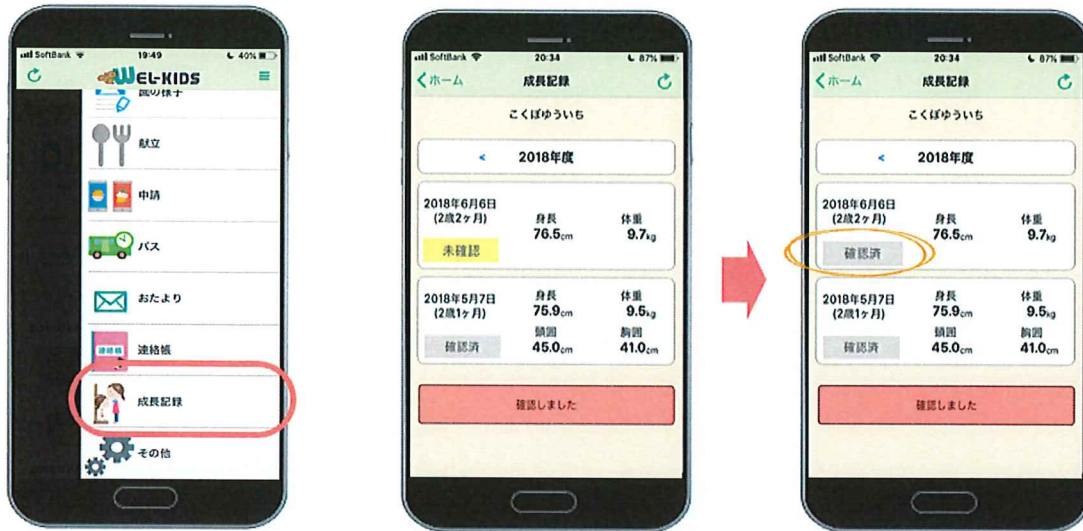 SoftBank 19:49 40%
WEL-KIDS
園の様子
献立
申請
バス
おたより
連絡帳
連絡帳
成長記録
その他
SoftBank 20:34 87%
ホーム 成長記録
こくぼゆういち
< 2018年度
2018年6月6日
(2歳2ヶ月)
身長 体重
76.5cm 9.7kg
未確認
2018年5月7日
(2歳1ヶ月)
身長 体重
75.9cm 9.5kg
頭囲 胸囲
45.0cm 41.0cm
確認済
確認しました
SoftBank 20:34 87%
ホーム 成長記録
こくぼゆういち
< 2018年度
2018年6月6日
(2歳2ヶ月)
身長 体重
76.5cm 9.7kg
確認済
2018年5月7日
(2歳1ヶ月)
身長 体重
75.9cm 9.5kg
頭囲 胸囲
45.0cm 41.0cm
確認済
確認しました